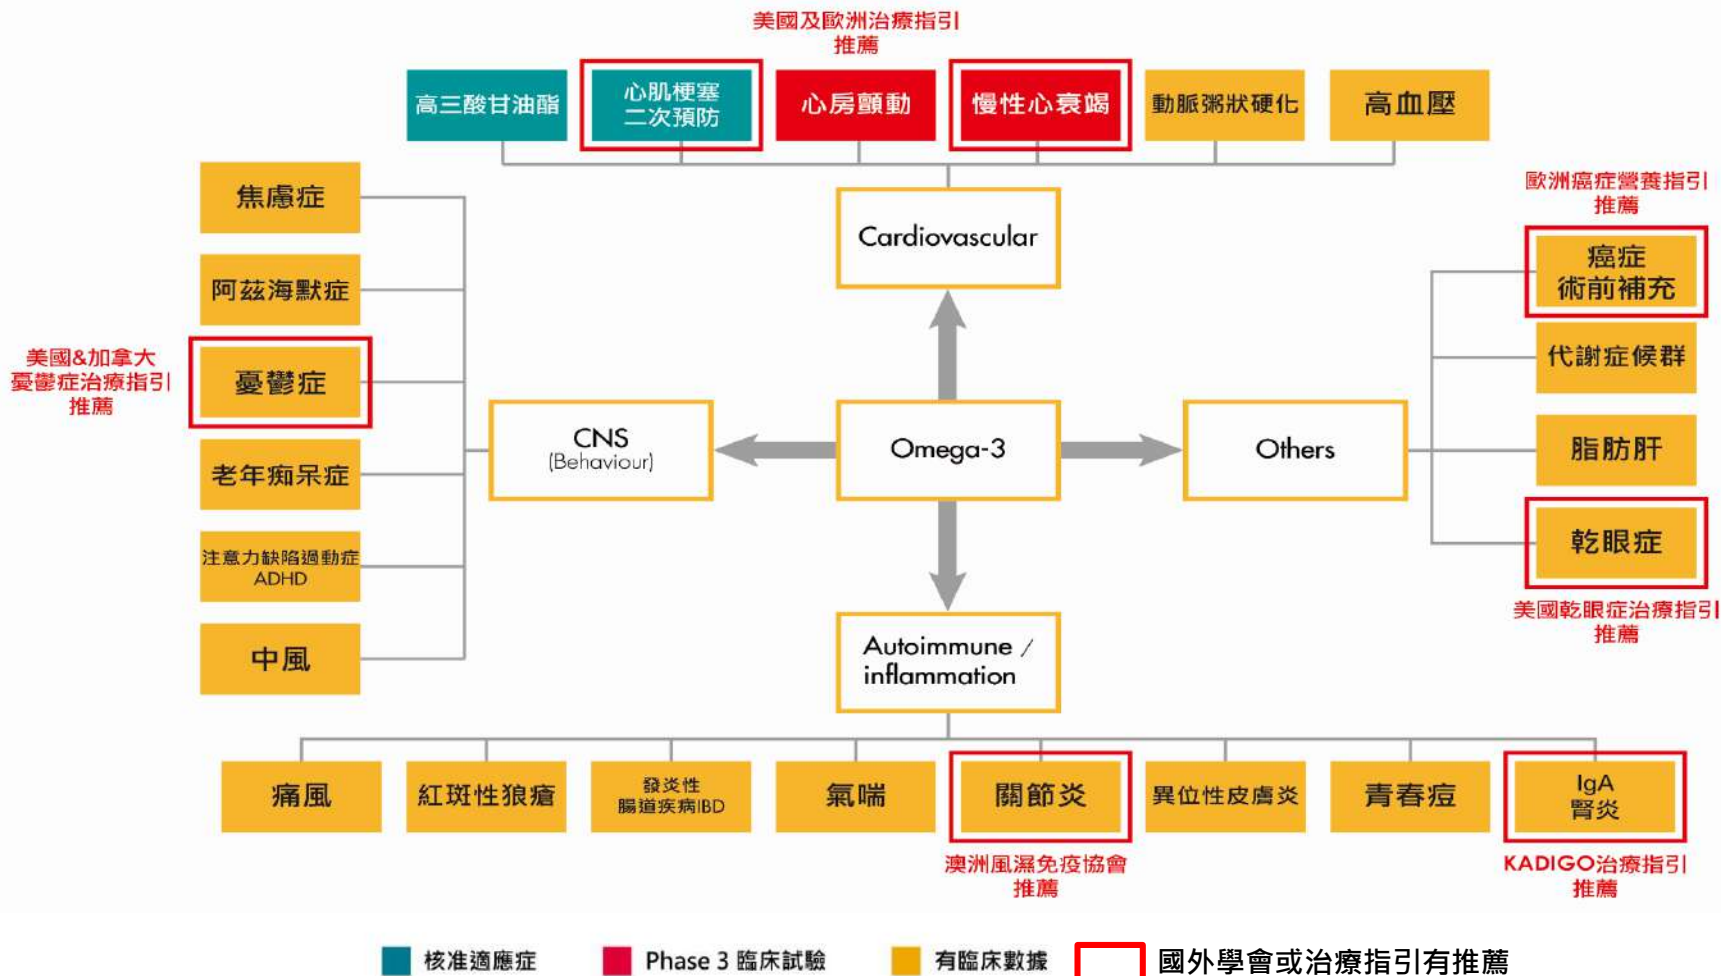 美國及歐洲治療指引
推薦
高三酸甘油酯
心肌梗塞
二次預防
心房顫動
慢性心衰竭
動脈粥狀硬化
高血壓
Cardiovascular
焦慮症
阿茲海默症
美國&加拿大
憂鬱症治療指引
推薦
憂鬱症
老年痴呆症
注意力缺陷過動症
ADHD
中風
CNS
(Behaviour)
Omega-3
Others
歐洲癌症營養指引
推薦
癌症
術前補充
代謝症候群
脂肪肝
乾眼症
美國乾眼症治療指引
推薦
Autoimmune /
inflammation
痛風
紅斑性狼瘡
發炎性
腸道疾病IBD
氣喘
關節炎
異位性皮膚炎
青春痘
IgA
腎炎
澳洲風濕免疫協會
推薦
KADIGO治療指引
推薦
核准適應症
Phase 3 臨床試驗
有臨床數據
國外學會或治療指引有推薦